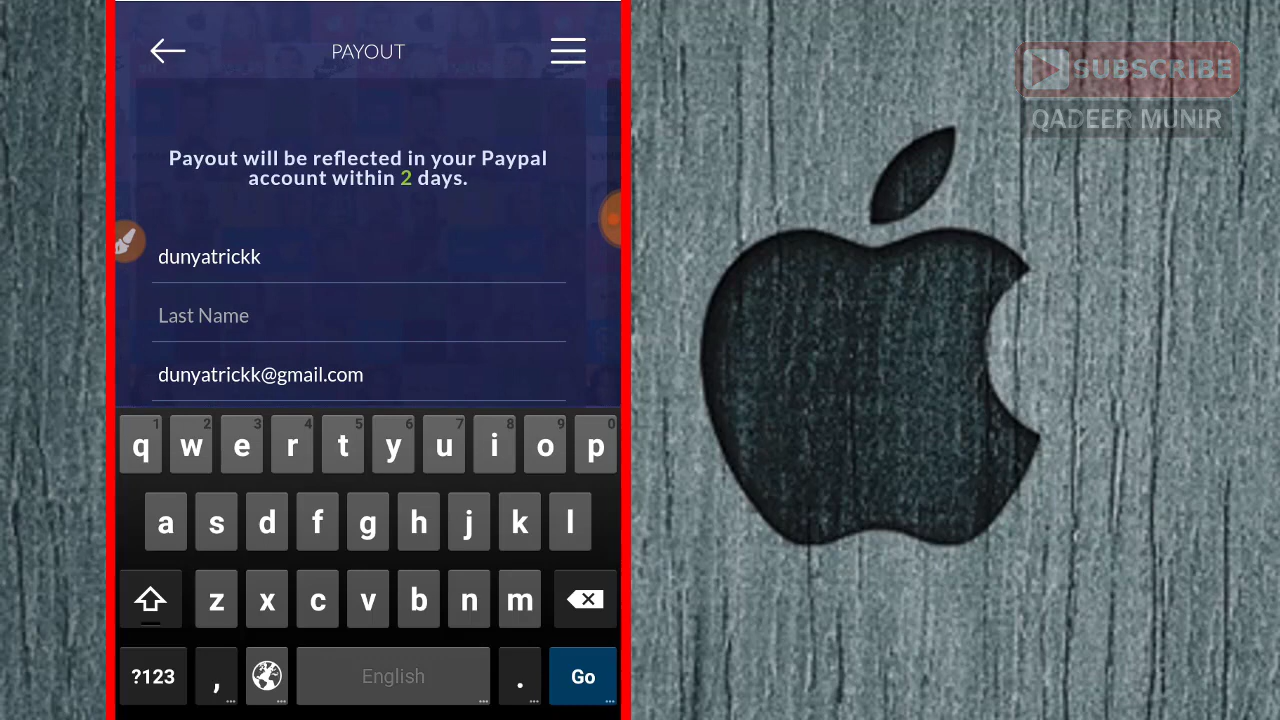 PAYOUT
Payout will be reflected in your Paypal
account within 2 days.
dunyatrickk
Last Name
dunyatrickk@gmail.com
1 2 3 4 5 6 7 8 9 0
q w e r t y u i o p
a s d f g h j k l
z x c v b n m
?123 , English . Go
SUBSCRIBE
QADEER MUNIR